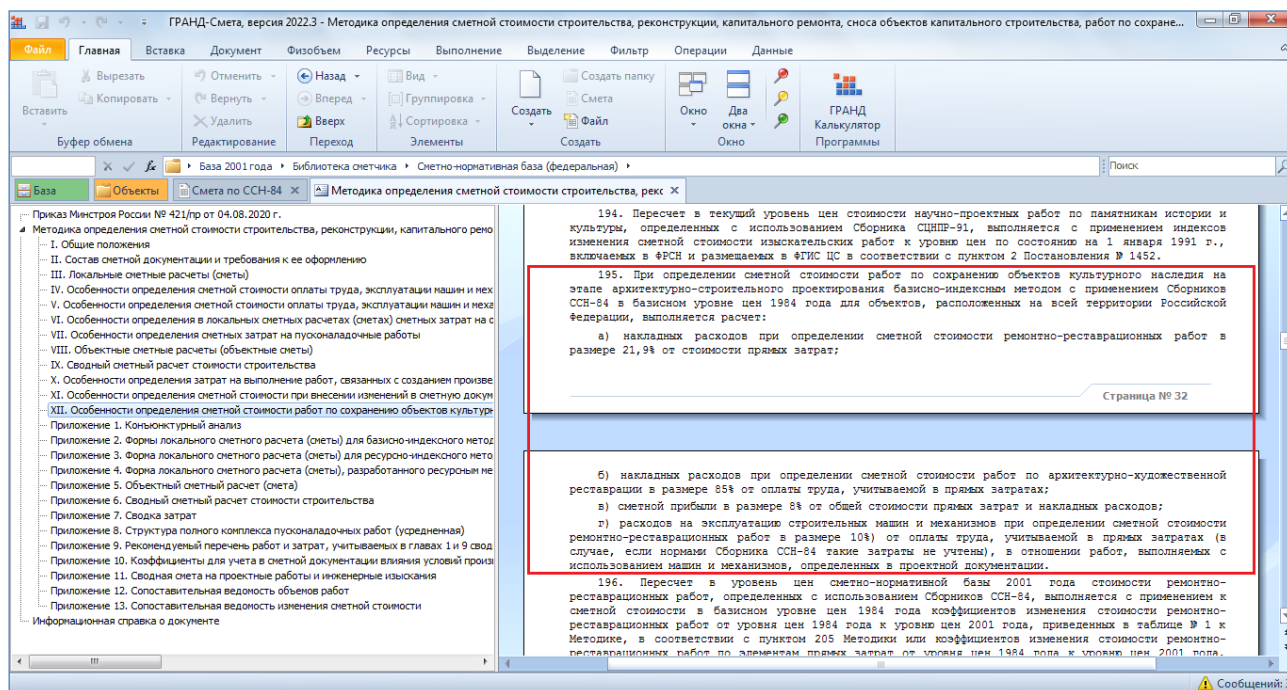 ГРАНД-Смета, версия 2022.3 - Методика определения сметной стоимости строительства, реконструкции, капитального ремонта, сноса объектов капитального строительства, работ по сохране...
Файл Главная Вставка Документ Физобъем Ресурсы Выполнение Выделение Фильтр Операции Данные
Вставить
Вырезать
Копировать
Буфер обмена
Отменить
Вернуть
Удалить
Редактирование
Назад
Вперед
Вверх
Переход
Вид
Группировка
Сортировка
Элементы
Создать
Создать папку
Смета
Файл
Создать
Окно
Два
окна
Окно
ГРАНД
Калькулятор
Программы
fx База 2001 года Библиотека сметчика Сметно-нормативная база (федеральная)
Поиск
База Объекты Смета по ССН-84 Методика определения сметной стоимости строительства, рекс
Приказ Минстроя России № 421/пр от 04.08.2020 г.
Методика определения сметной стоимости строительства, реконструкции, капитального ремо
I. Общие положения
II. Состав сметной документации и требования к ее оформлению
III. Локальные сметные расчеты (сметы)
IV. Особенности определения сметной стоимости оплаты труда, эксплуатации машин и мех
V. Особенности определения сметной стоимости оплаты труда, эксплуатации машин и меха
VI. Особенности определения в локальных сметных расчетах (сметах) сметных затрат на о
VII. Особенности определения сметных затрат на пусконаладочные работы
VIII. Объектные сметные расчеты (объектные сметы)
IX. Сводный сметный расчет стоимости строительства
X. Особенности определения затрат на выполнение работ, связанных с созданием произве
XI. Особенности определения сметной стоимости при внесении изменений в сметную докум
XII. Особенности определения сметной стоимости работ по сохранению объектов культурн
Приложение 1. Конъюнктурный анализ
Приложение 2. Формы локального сметного расчета (сметы) для базисно-индексного метод
Приложение 3. Форма локального сметного расчета (сметы) для ресурсно-индексного мето
Приложение 4. Форма локального сметного расчета (сметы), разработанного ресурсным ме
Приложение 5. Объектный сметный расчет (смета)
Приложение 6. Сводный сметный расчет стоимости строительства
Приложение 7. Сводка затрат
Приложение 8. Структура полного комплекса пусконаладочных работ (усредненная)
Приложение 9. Рекомендуемый перечень работ и затрат, учитываемых в главах 1 и 9 свод
Приложение 10. Коэффициенты для учета в сметной документации влияния условий произв
Приложение 11. Сводная смета на проектные работы и инженерные изыскания
Приложение 12. Сопоставительная ведомость объемов работ
Приложение 13. Сопоставительная ведомость изменения сметной стоимости
Информационная справка о документе
194. Пересчет в текущий уровень цен стоимости научно-проектных работ по памятникам истории и
культуры, определенных с использованием Сборника СЦНПР-91, выполняется с применением индексов
изменения сметной стоимости изыскательских работ к уровню цен по состоянию на 1 января 1991 г.,
включаемых в ФРСН и размещаемых в ФГИС ЦС в соответствии с пунктом 2 Постановления № 1452.
195. При определении сметной стоимости работ по сохранению объектов культурного наследия на
этапе архитектурно-строительного проектирования базисно-индексным методом с применением Сборников
ССН-84 в базисном уровне цен 1984 года для объектов, расположенных на всей территории Российской
Федерации, выполняется расчет:
а) накладных расходов при определении сметной стоимости ремонтно-реставрационных работ в
размере 21,9% от стоимости прямых затрат;
Страница № 32
б) накладных расходов при определении сметной стоимости работ по архитектурно-художественной
реставрации в размере 85% от оплаты труда, учитываемой в прямых затратах;
в) сметной прибыли в размере 8% от общей стоимости прямых затрат и накладных расходов;
г) расходов на эксплуатацию строительных машин и механизмов при определении сметной стоимости
ремонтно-реставрационных работ в размере 10%) от оплаты труда, учитываемой в прямых затратах (в
случае, если нормами Сборника ССН-84 такие затраты не учтены), в отношении работ, выполняемых с
использованием машин и механизмов, определенных в проектной документации.
196. Пересчет в уровень цен сметно-нормативной базы 2001 года стоимости ремонтно-
реставрационных работ, определенных с использованием Сборников ССН-84, выполняется с применением к
сметной стоимости в базисном уровне цен 1984 года коэффициентов изменения стоимости ремонтно-
реставрационных работ от уровня цен 1984 года к уровню цен 2001 года, приведенных в таблице № 1 к
Методике, в соответствии с пунктом 205 Методики или коэффициентов изменения стоимости ремонтно-
реставрационных работ по элементам прямых затрат от уровня цен 1984 года к уровню цен 2001 года,
Сообщений: